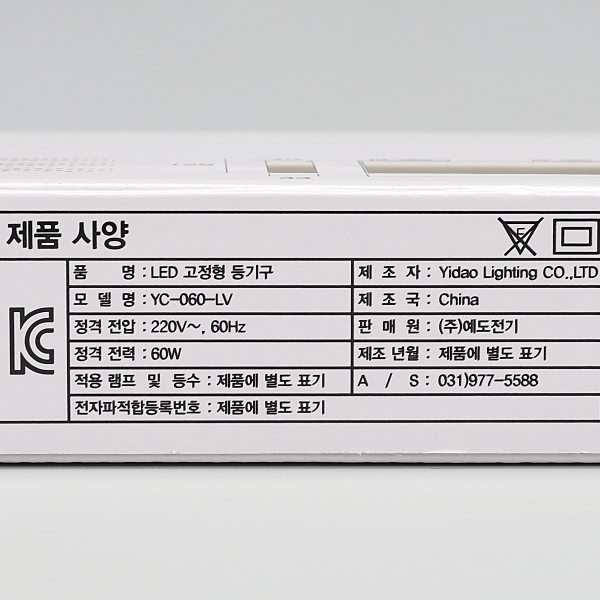 제품 사양
품 명 : LED 고정형 등기구
모 델 명 : YC-060-LV
정격 전압 : 220V~, 60Hz
정격 전력 : 60W
적용 램프 및 등수 : 제품에 별도 표기
전자파적합등록번호 : 제품에 별도 표기
제 조 자 : Yidao Lighting CO.,LTD
제 조 국 : China
판 매 원 : (주)예도전기
제조 년월 : 제품에 별도 표기
A / S : 031)977-5588